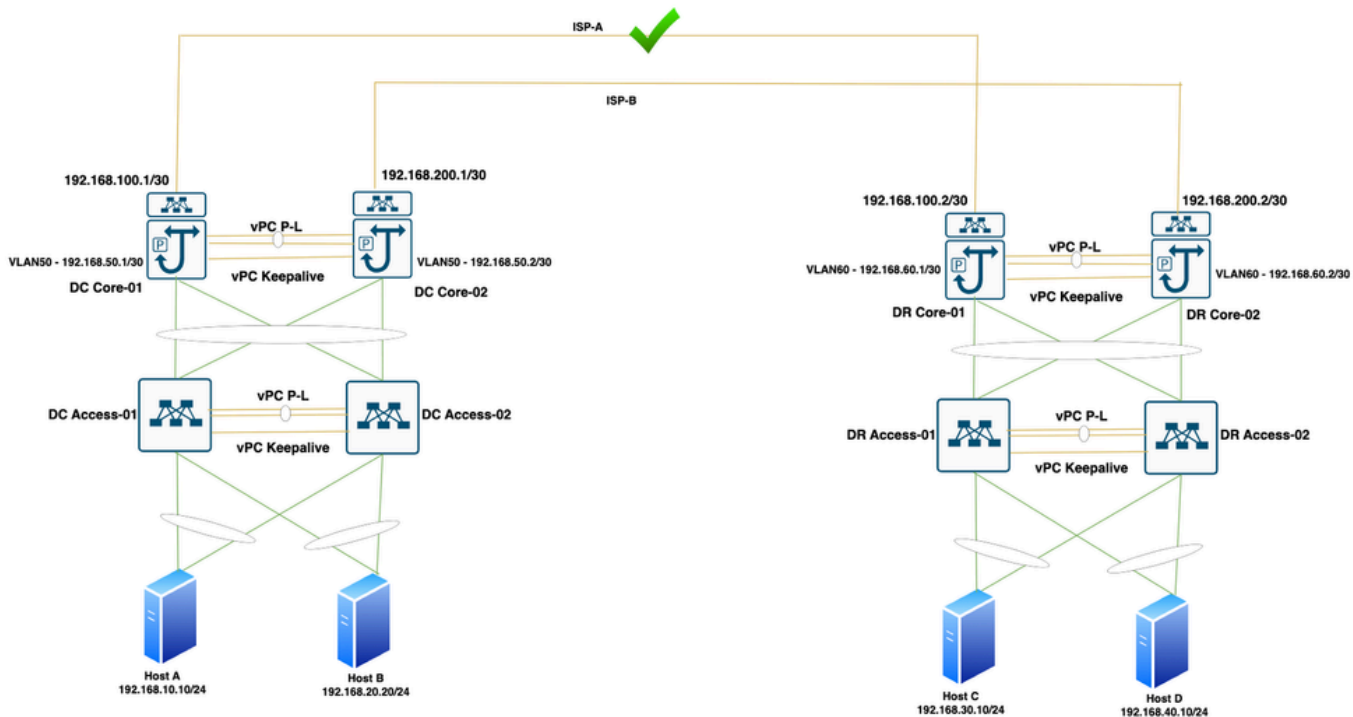 ISP-A
ISP-B
192.168.100.1/30
192.168.200.1/30
192.168.100.2/30
192.168.200.2/30
vPC P-L
P
P
VLAN50 - 192.168.50.1/30
VLAN50 - 192.168.50.2/30
vPC Keepalive
DC Core-01
DC Core-02
vPC P-L
P
P
VLAN60 - 192.168.60.1/30
VLAN60 - 192.168.60.2/30
vPC Keepalive
DR Core-01
DR Core-02
vPC P-L
DC Access-01
DC Access-02
vPC Keepalive
vPC P-L
DR Access-01
DR Access-02
vPC Keepalive
Host A
192.168.10.10/24
Host B
192.168.20.20/24
Host C
192.168.30.10/24
Host D
192.168.40.10/24